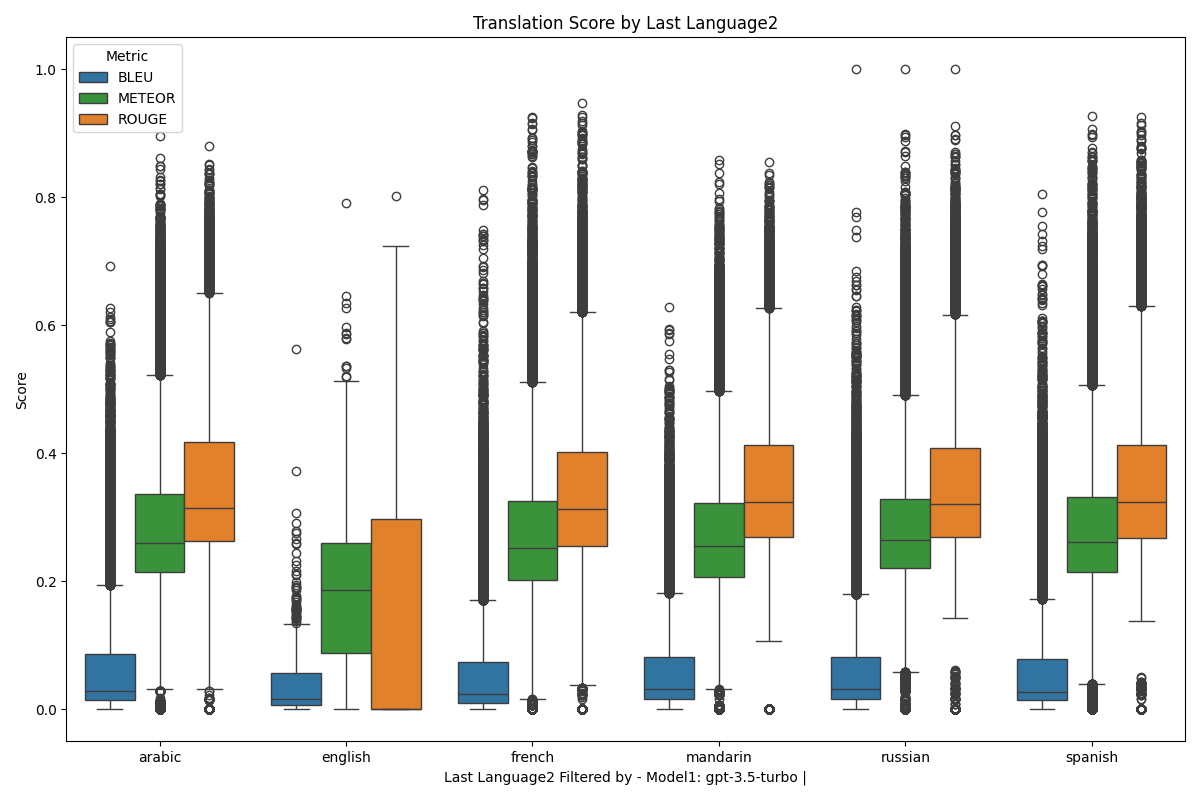 Translation Score by Last Language2
Metric
BLEU
METEOR
ROUGE
Score
1.0
0.8
0.6
0.4
0.2
0.0
arabic english french mandarin russian spanish
Last Language2 Filtered by - Model1: gpt-3.5-turbo |